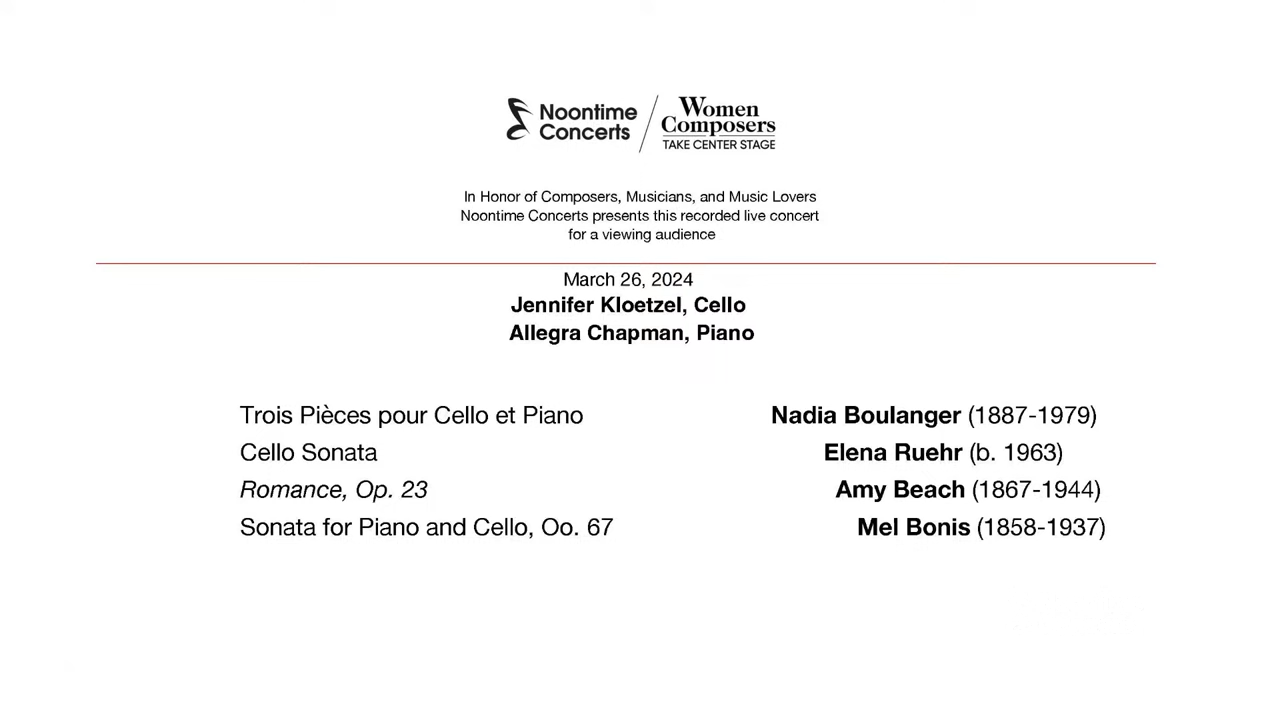 Noontime
Concerts
Women
Composers
TAKE CENTER STAGE
In Honor of Composers, Musicians, and Music Lovers
Noontime Concerts presents this recorded live concert
for a viewing audience
March 26, 2024
Jennifer Kloetzel, Cello
Allegra Chapman, Piano
Trois Pièces pour Cello et Piano Nadia Boulanger (1887-1979)
Cello Sonata Elena Ruehr (b. 1963)
Romance, Op. 23 Amy Beach (1867-1944)
Sonata for Piano and Cello, Oo. 67 Mel Bonis (1858-1937)